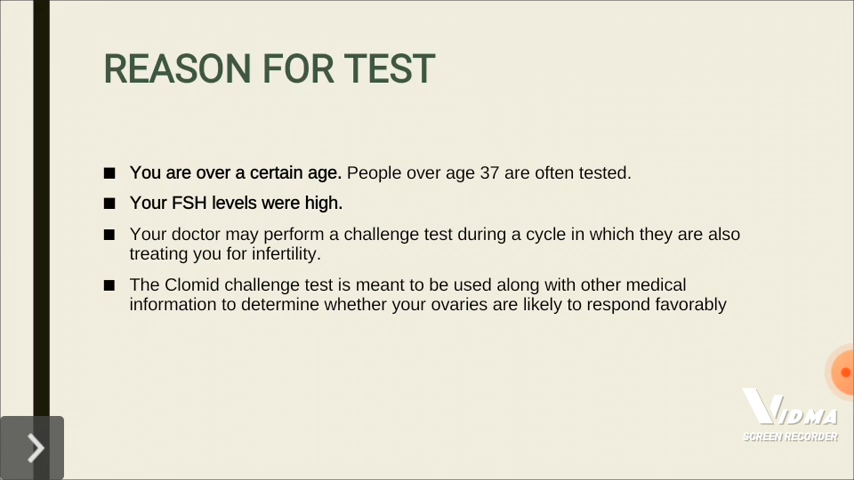 REASON FOR TEST
You are over a certain age. People over age 37 are often tested.
Your FSH levels were high.
Your doctor may perform a challenge test during a cycle in which they are also
treating you for infertility.
The Clomid challenge test is meant to be used along with other medical
information to determine whether your ovaries are likely to respond favorably
VIDMA
SCREEN RECORDER